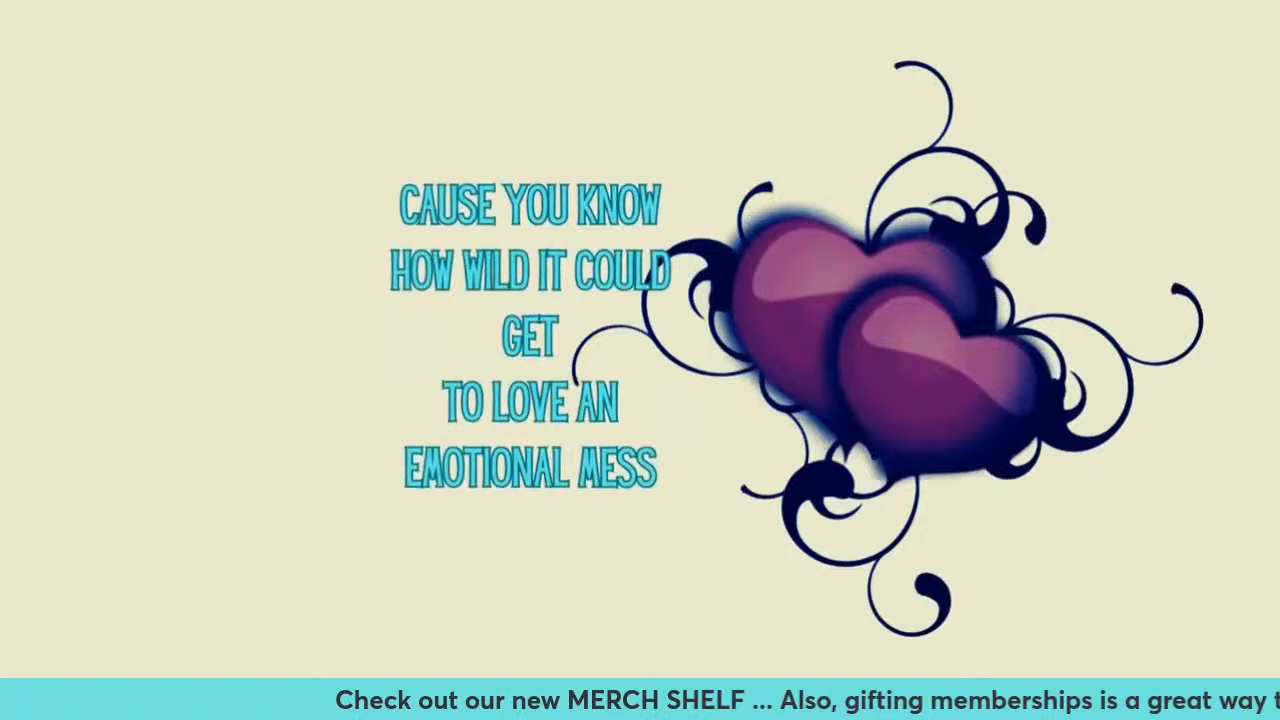 CAUSE YOU KNOW
HOW WILD IT COULD
GET
TO LOVE AN
EMOTIONAL MESS
Check out our new MERCH SHELF ... Also, gifting memberships is a great way